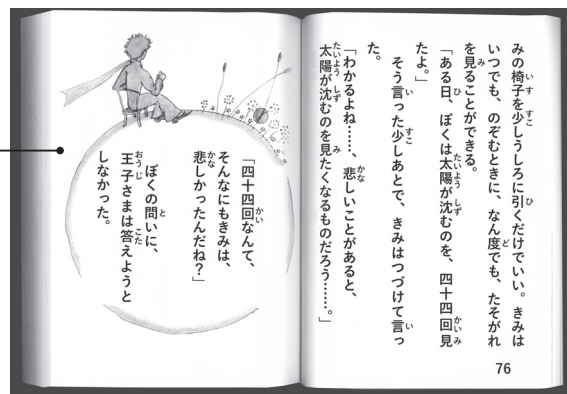 みの椅子を少しうしろに引くだけでいい。きみは
いつでも、のぞむときに、なん度でも、たそがれ
を見ることができる。
「ある日、ぼくは太陽が沈むのを、四十四回見
たよ。」
そう言った少しあとで、きみはつづけて言っ
た。
「わかるよね……、悲しいことがあると、
太陽が沈むのを見たくなるものだろう……。」
76
「四十四回なんて、
そんなにもきみは、
悲しかったんだね？」
ぼくの問いに、
王子さまは答えようと
しなかった。